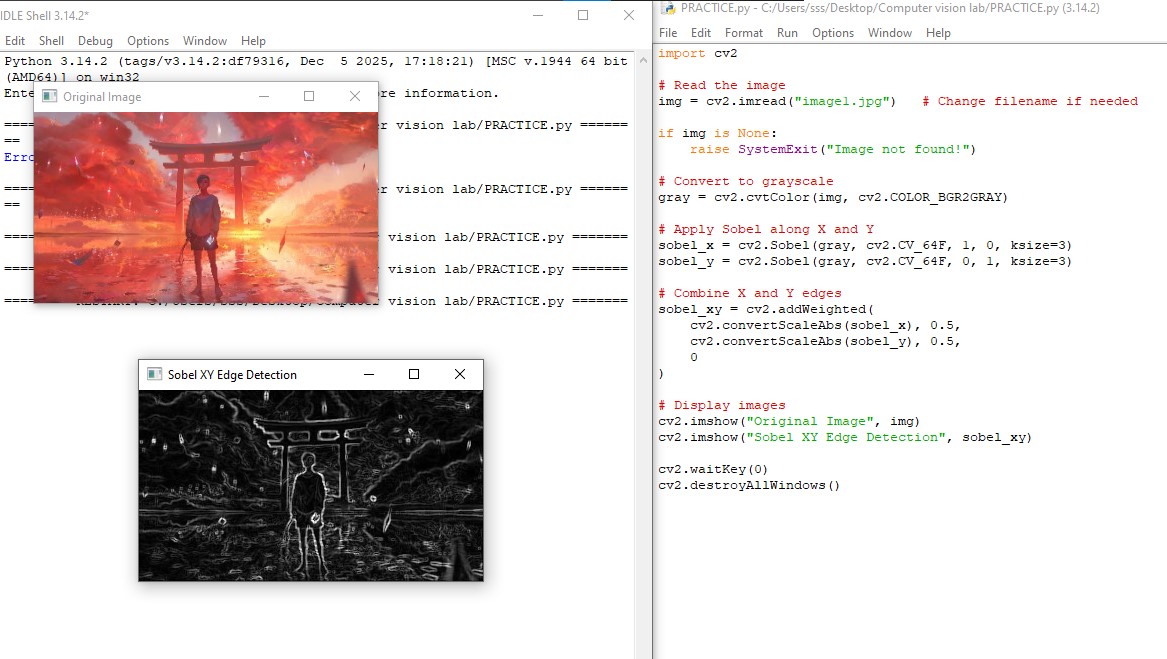 IDLE Shell 3.14.2*
Edit Shell Debug Options Window Help
Python 3.14.2 (tags/v3.14.2:df79316, Dec  5 2025, 17:18:21) [MSC v.1944 64 bit
(AMD64)] on win32
Ente
re information.
Original Image
=====
r vision lab/PRACTICE.py =======
==
Erro
=====
r vision lab/PRACTICE.py =======
==
=====
vision lab/PRACTICE.py =======
=====
vision lab/PRACTICE.py =======
=====
vision lab/PRACTICE.py =======
Sobel XY Edge Detection
PRACTICE.py - C:/Users/sss/Desktop/Computer vision lab/PRACTICE.py (3.14.2)
File Edit Format Run Options Window Help
import cv2
# Read the image
img = cv2.imread("image1.jpg")   # Change filename if needed
if img is None:
    raise SystemExit("Image not found!")
# Convert to grayscale
gray = cv2.cvtColor(img, cv2.COLOR_BGR2GRAY)
# Apply Sobel along X and Y
sobel_x = cv2.Sobel(gray, cv2.CV_64F, 1, 0, ksize=3)
sobel_y = cv2.Sobel(gray, cv2.CV_64F, 0, 1, ksize=3)
# Combine X and Y edges
sobel_xy = cv2.addWeighted(
    cv2.convertScaleAbs(sobel_x), 0.5,
    cv2.convertScaleAbs(sobel_y), 0.5,
    0
)
# Display images
cv2.imshow("Original Image", img)
cv2.imshow("Sobel XY Edge Detection", sobel_xy)
cv2.waitKey(0)
cv2.destroyAllWindows()